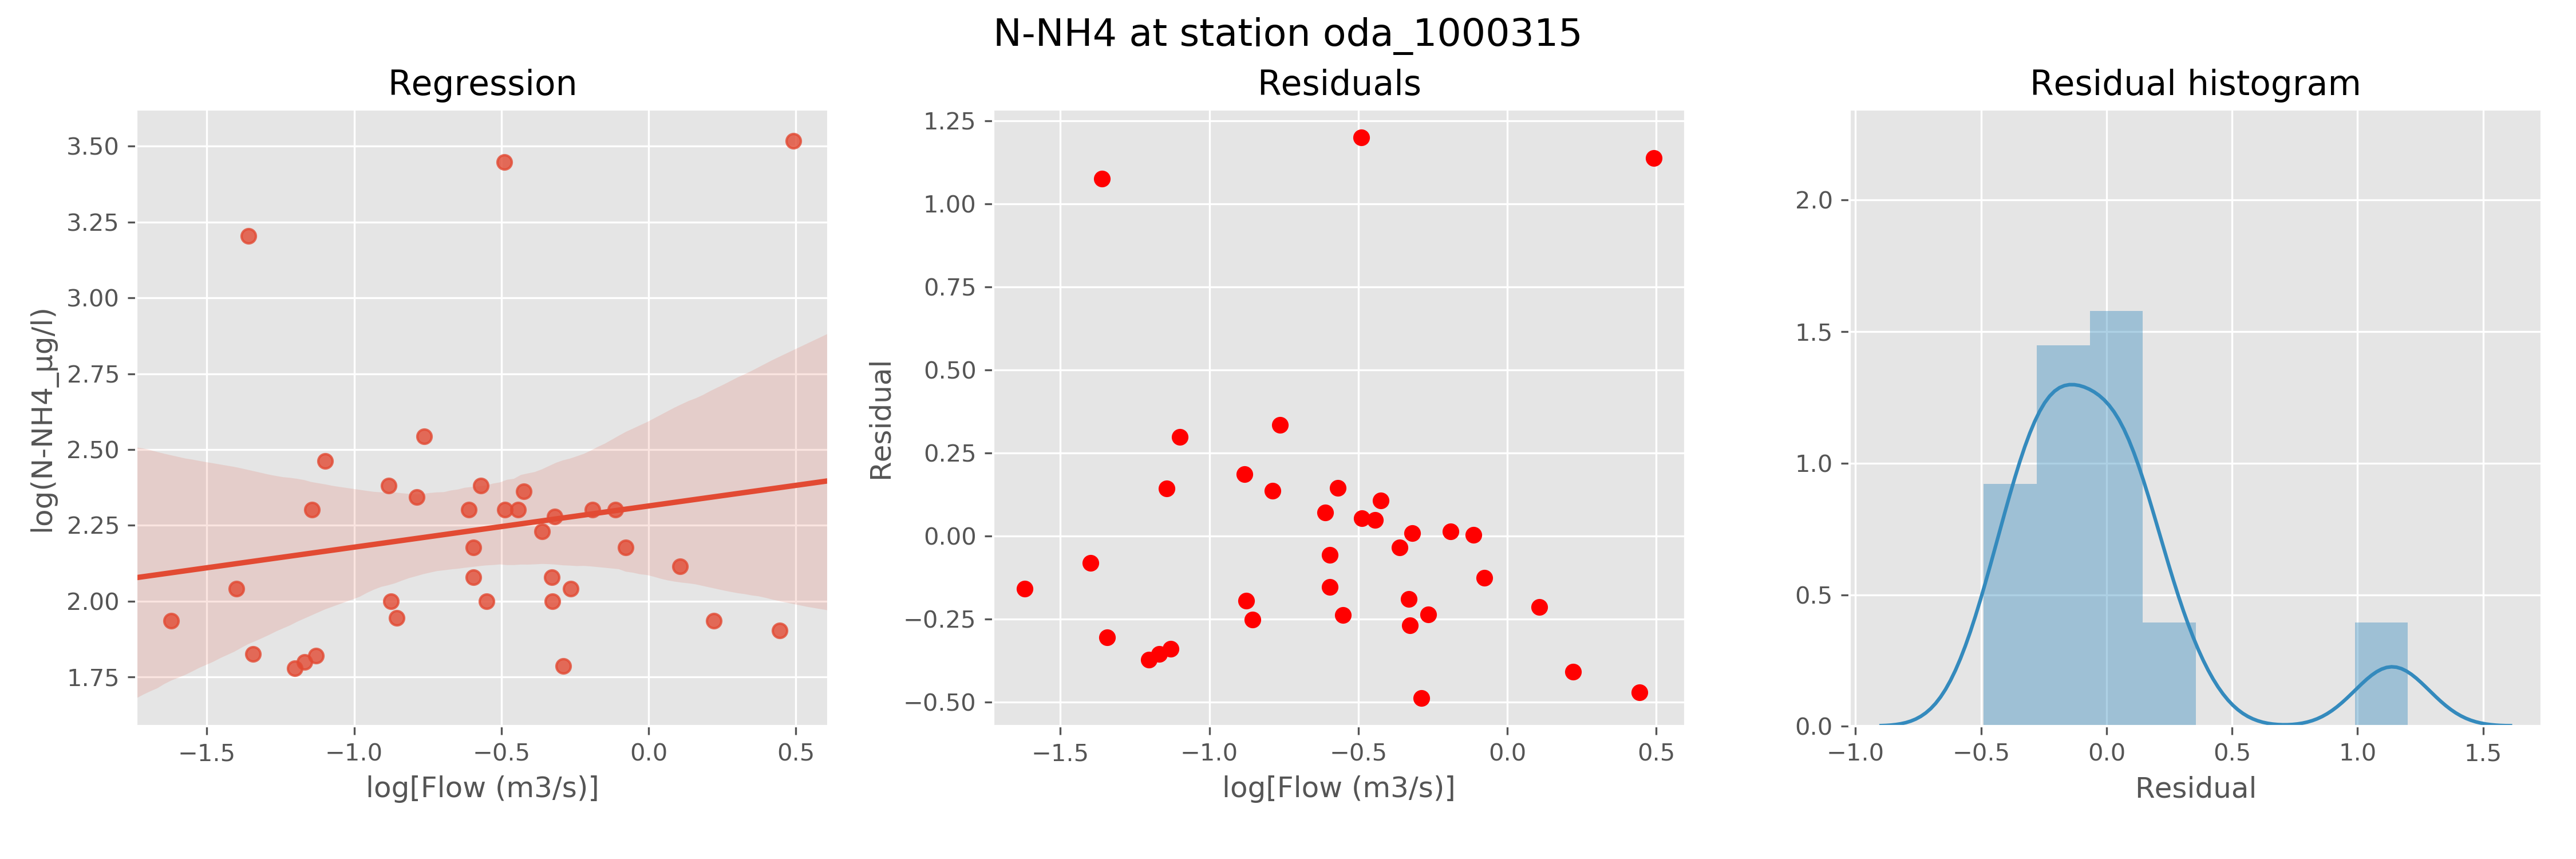 N-NH4 at station oda_1000315
Regression
3.50
3.25
3.00
2.75
2.50
2.25
2.00
1.75
log(N-NH4_µg/l)
−1.5 −1.0 −0.5 0.0 0.5
log[Flow (m3/s)]
Residuals
1.25
1.00
0.75
0.50
0.25
0.00
−0.25
−0.50
Residual
−1.5 −1.0 −0.5 0.0 0.5
log[Flow (m3/s)]
Residual histogram
2.0
1.5
1.0
0.5
0.0
−1.0 −0.5 0.0 0.5 1.0 1.5
Residual